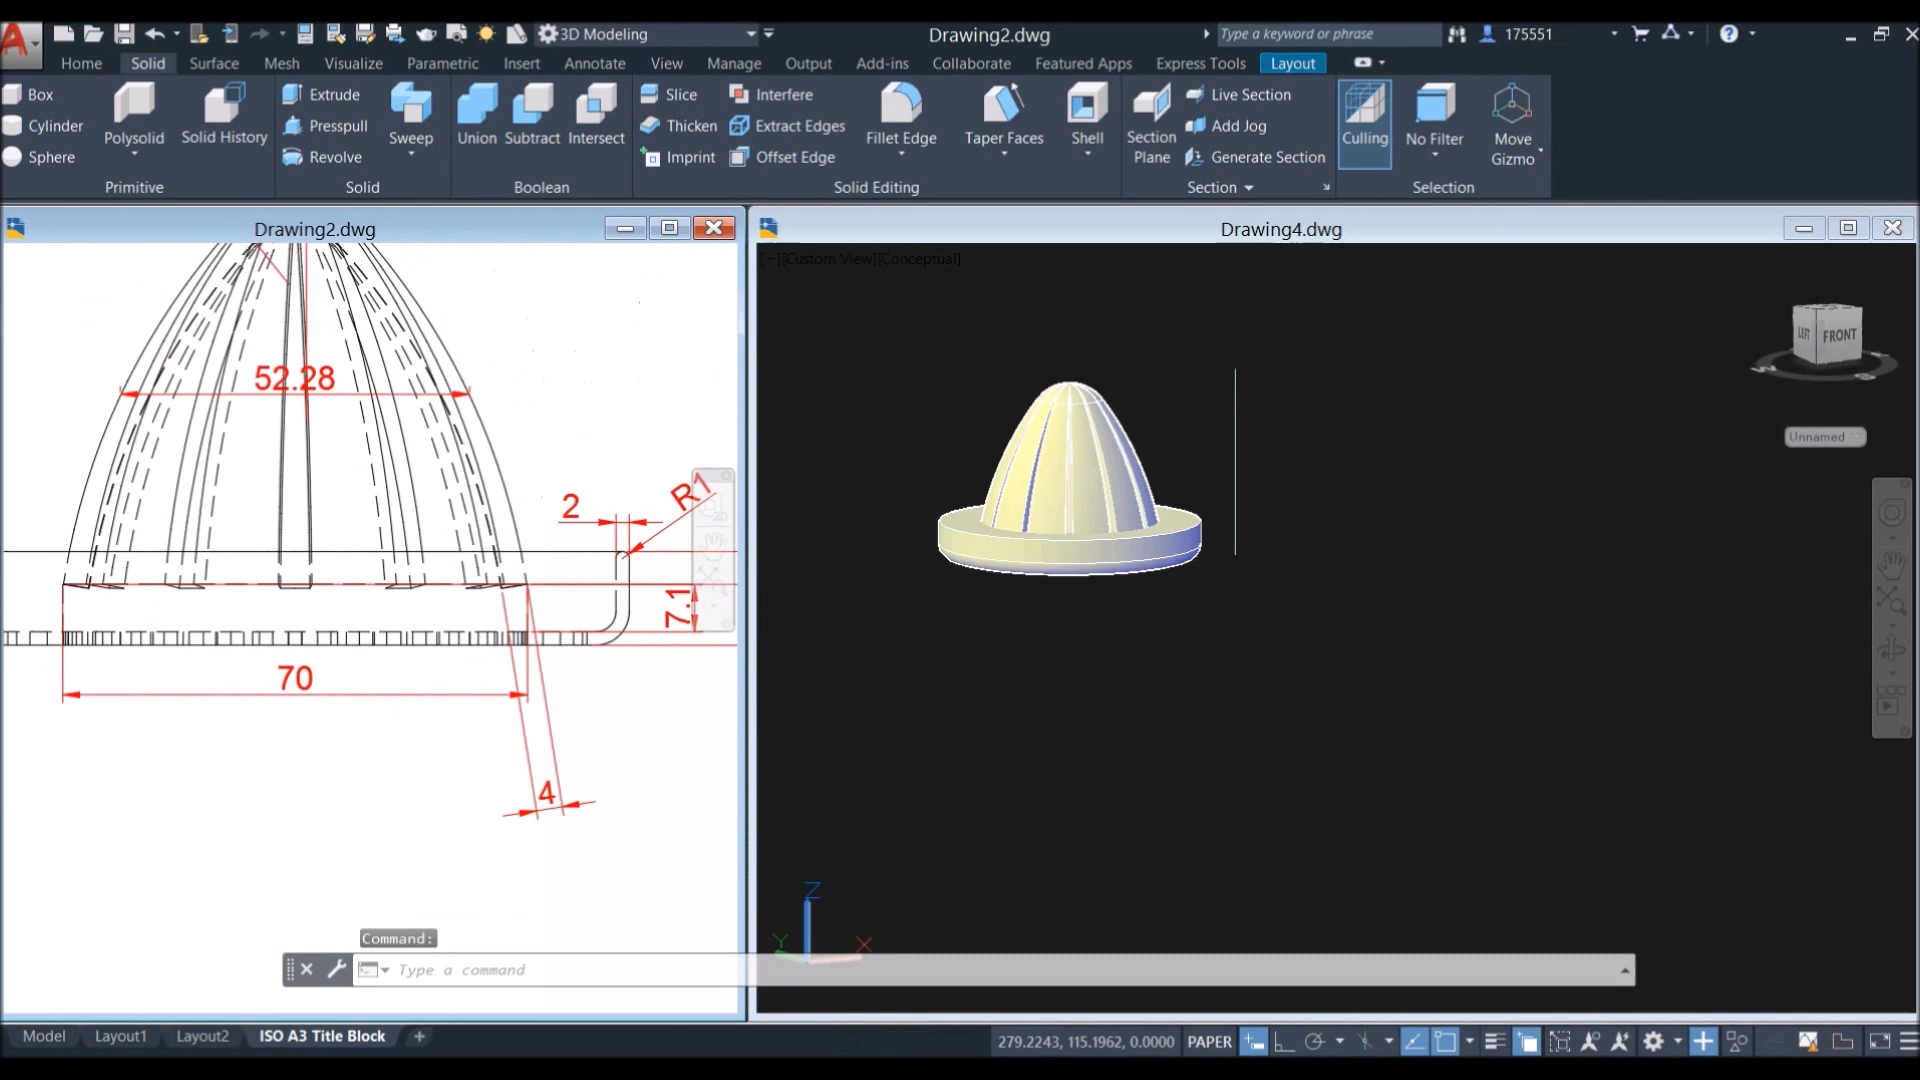 3D Modeling
Drawing2.dwg
Type a keyword or phrase
175551
Home Solid Surface Mesh Visualize Parametric Insert Annotate View Manage Output Add-ins Collaborate Featured Apps Express Tools Layout
Box
Cylinder
Sphere
Polysolid
Solid History
Extrude
Presspull
Revolve
Sweep
Union
Subtract
Intersect
Slice
Thicken
Imprint
Interfere
Extract Edges
Offset Edge
Fillet Edge
Taper Faces
Shell
Section
Plane
Live Section
Add Jog
Generate Section
Culling
No Filter
Move
Gizmo
Primitive
Solid
Boolean
Solid Editing
Section
Selection
Drawing2.dwg
Drawing4.dwg
[−][Custom View][Conceptual]
LEFT
FRONT
Unnamed
52.28
2
R1
7.1
70
4
Z
Y
X
Command:
Type a command
Model Layout1 Layout2 ISO A3 Title Block
279.2243, 115.1962, 0.0000 PAPER